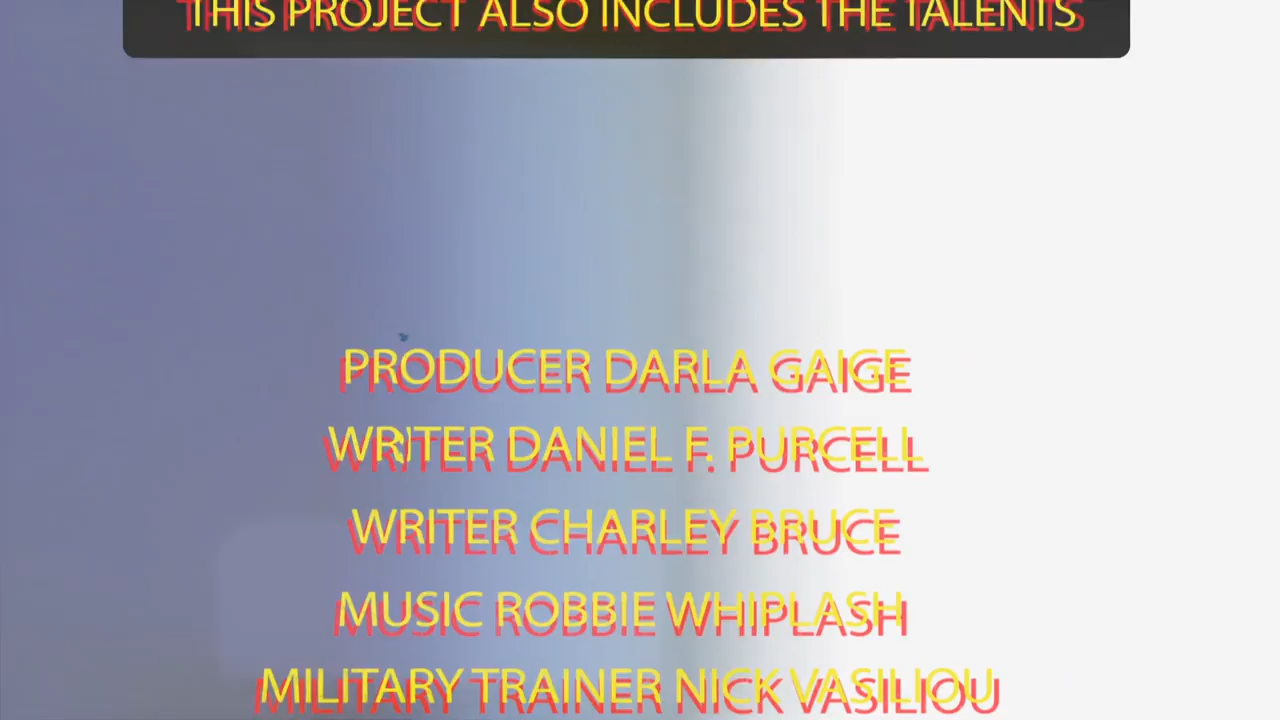 THIS PROJECT ALSO INCLUDES THE TALENTS
PRODUCER DARLA GAIGE
WRITER DANIEL F. PURCELL
WRITER CHARLEY BRUCE
MUSIC ROBBIE WHIPLASH
MILITARY TRAINER NICK VASILIOU